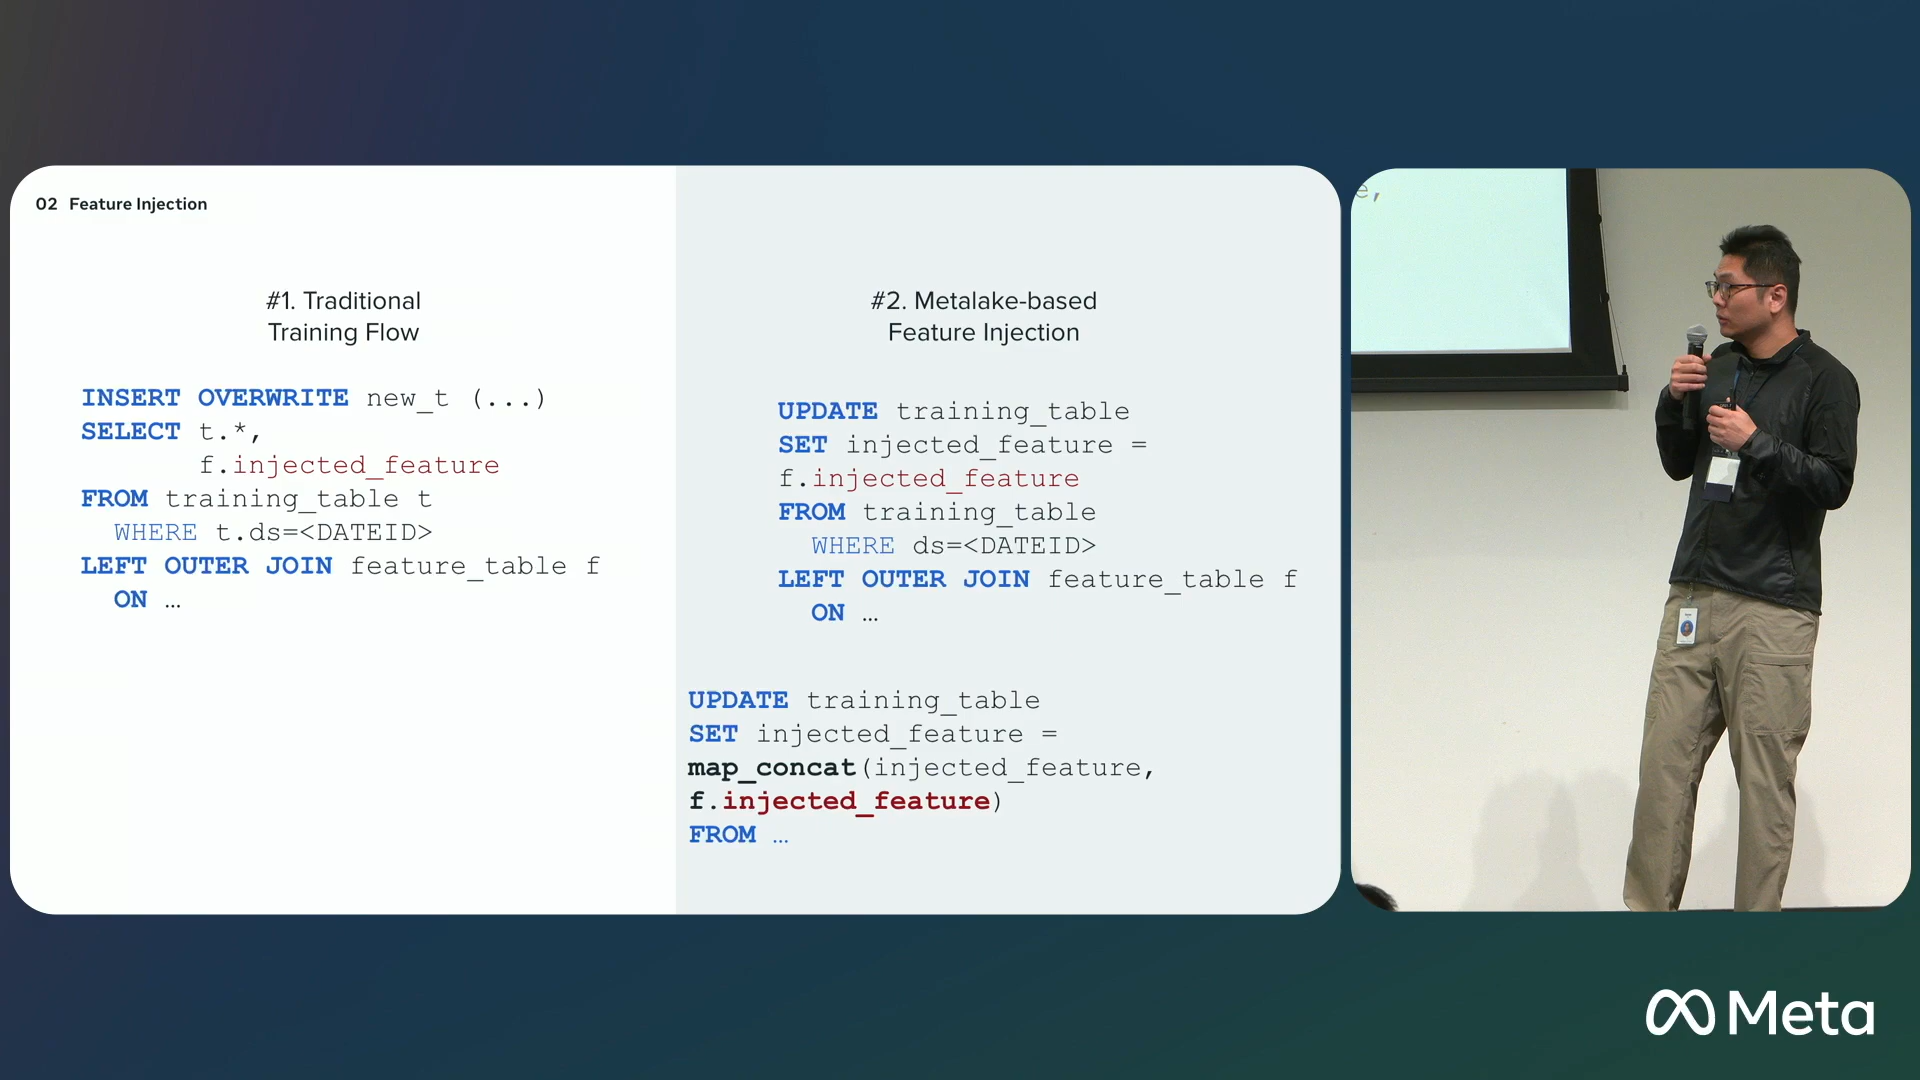 02 Feature Injection
#1. Traditional
Training Flow
INSERT OVERWRITE new_t (...)
SELECT t.*,
f.injected_feature
FROM training_table t
WHERE t.ds=<DATEID>
LEFT OUTER JOIN feature_table f
ON …
#2. Metalake-based
Feature Injection
UPDATE training_table
SET injected_feature =
f.injected_feature
FROM training_table
WHERE ds=<DATEID>
LEFT OUTER JOIN feature_table f
ON …
UPDATE training_table
SET injected_feature =
map_concat(injected_feature,
f.injected_feature)
FROM …
e,
Meta